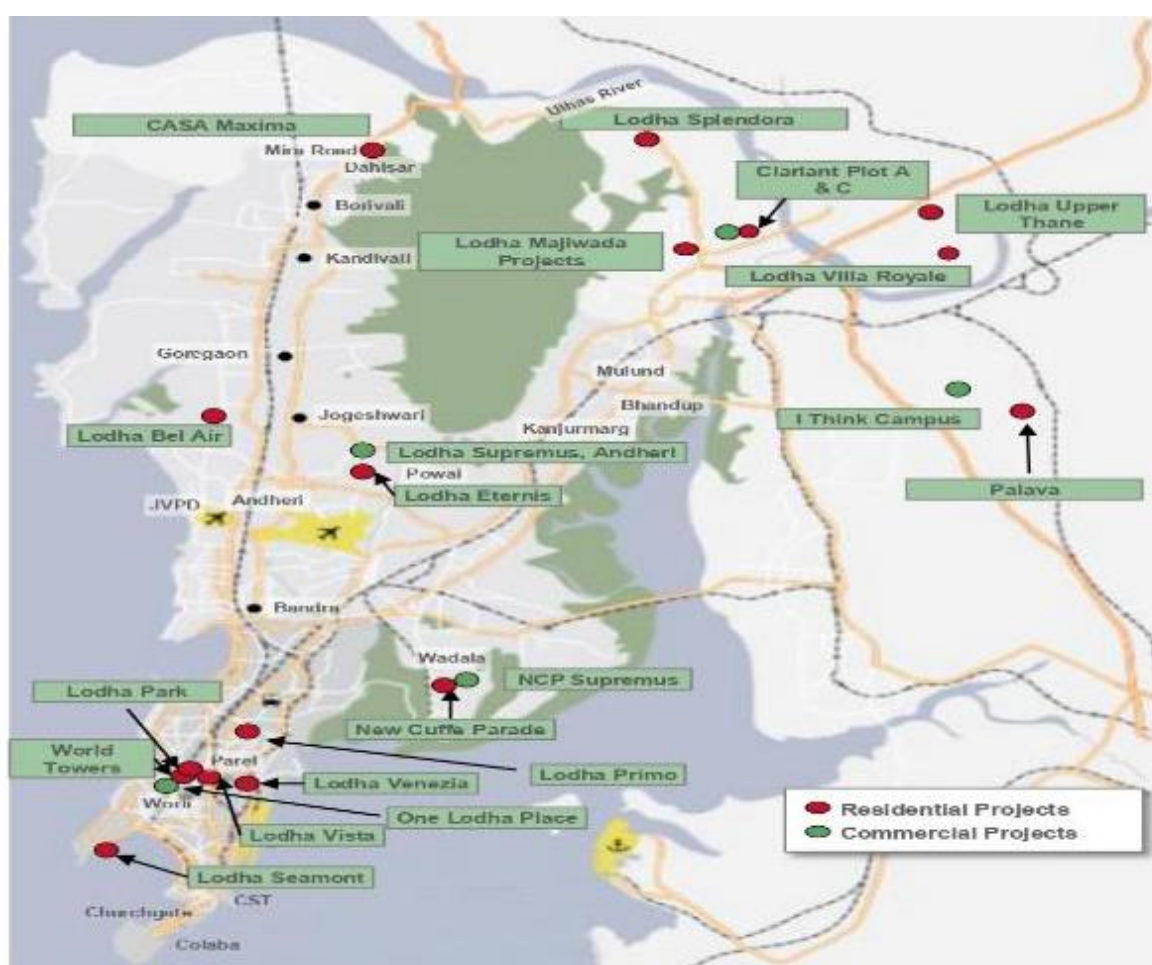 Ulhas River
CASA Maxima
Lodha Splendora
Mira Road
Dahisar
Clariant Plot A
& C
Borivali
Lodha Upper
Thane
Lodha Majiwada
Projects
Kandivali
Lodha Villa Royale
Goregaon
Mulund
Bhandup
Jogeshwari
I Think Campus
Kanjurmarg
Lodha Bel Air
Lodha Supremus, Andheri
Powai
Lodha Eternis
Palava
JVPD
Andheri
Bandra
Wadala
NCP Supremus
Lodha Park
New Cuffe Parade
World
Towers
Parel
Lodha Primo
Lodha Venezia
Worli
One Lodha Place
Lodha Vista
Residential Projects
Commercial Projects
Lodha Seamont
CST
Churchgate
Colaba